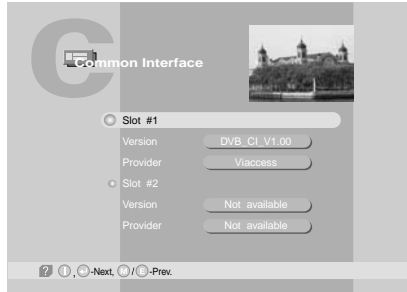 C
Common Interface
Slot #1
Version DVB_CI_V1.00
Provider Viaccess
Slot #2
Version Not available
Provider Not available
? , -Next, M / E -Prev.